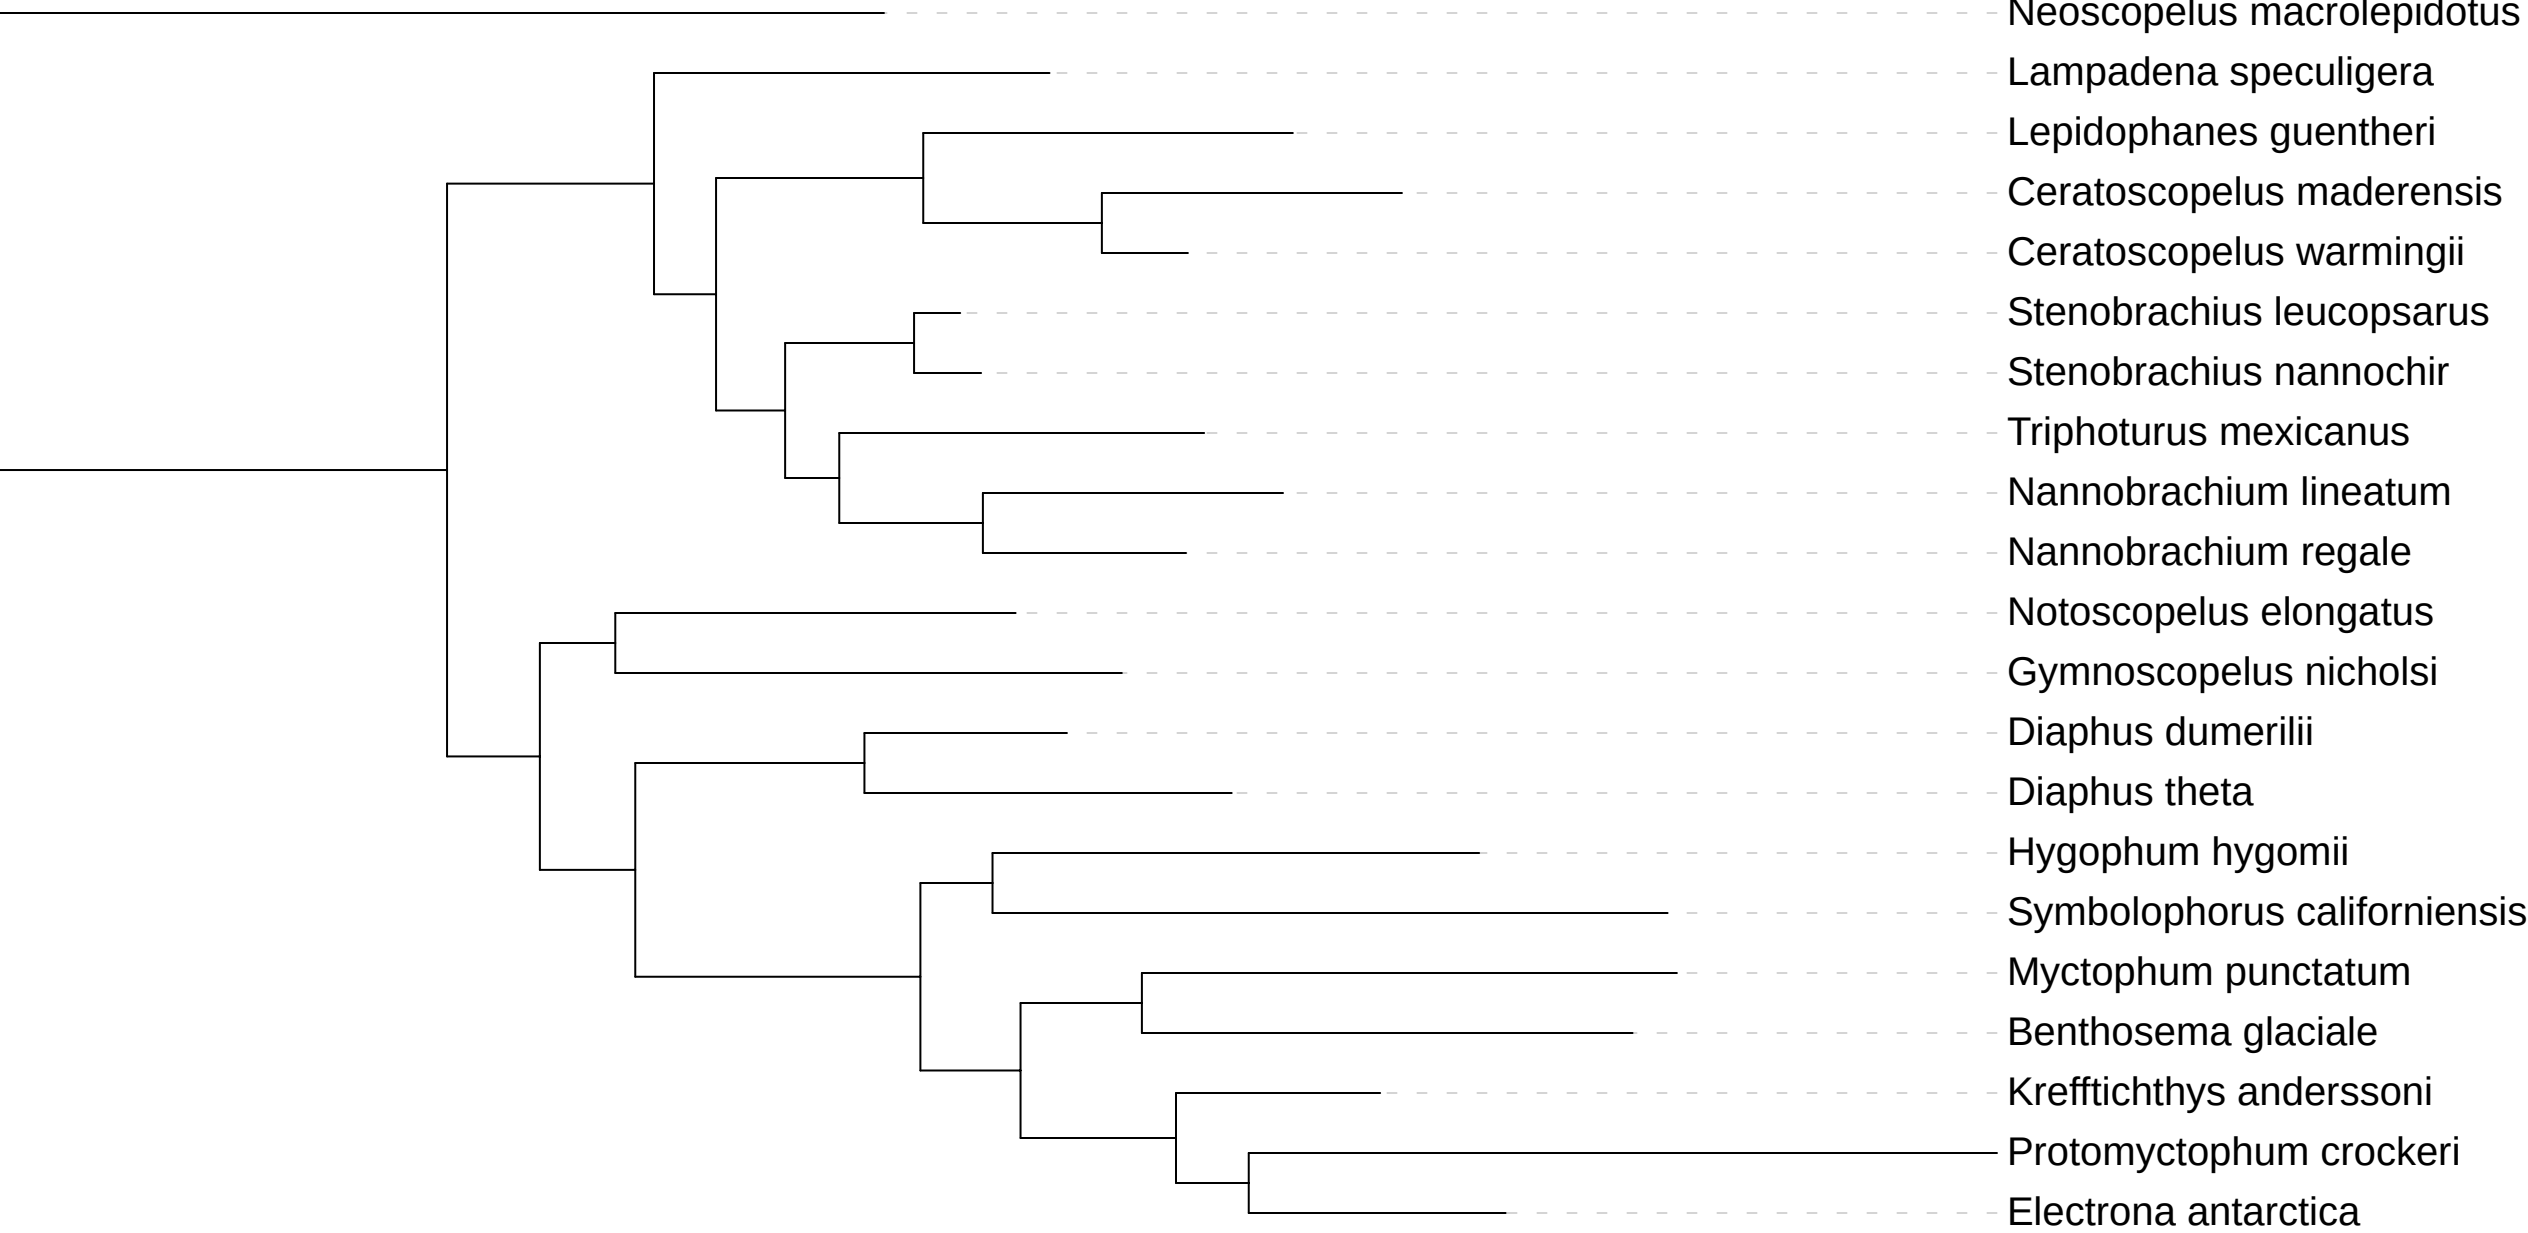 Neoscopelus macrolepidotus
Lampadena speculigera
Lepidophanes guentheri
Ceratoscopelus maderensis
Ceratoscopelus warmingii
Stenobrachius leucopsarus
Stenobrachius nannochir
Triphoturus mexicanus
Nannobrachium lineatum
Nannobrachium regale
Notoscopelus elongatus
Gymnoscopelus nicholsi
Diaphus dumerilii
Diaphus theta
Hygophum hygomii
Symbolophorus californiensis
Myctophum punctatum
Benthosema glaciale
Krefftichthys anderssoni
Protomyctophum crockeri
Electrona antarctica